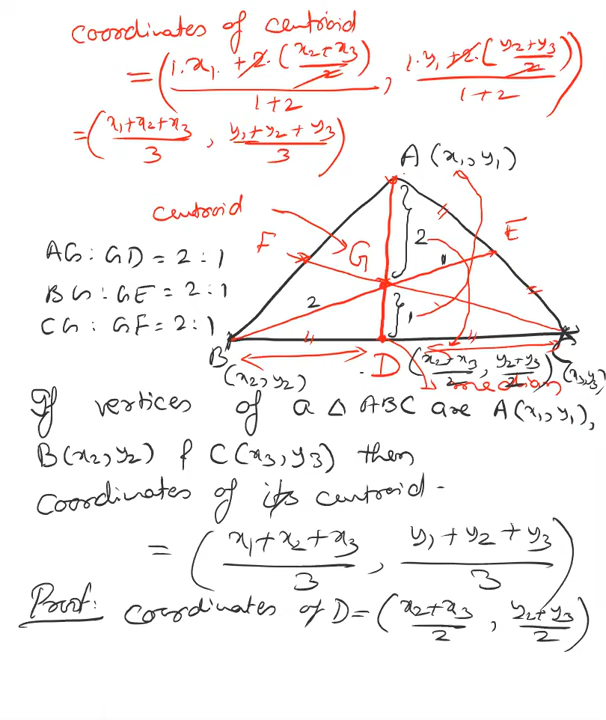 coordinates of centroid
= (1·x₁ + 2·(x₂+x₃)/2 / 1+2 , 1·y₁ + 2·(y₂+y₃)/2 / 1+2)
= (x₁+x₂+x₃ / 3 , y₁+y₂+y₃ / 3)
A (x₁, y₁)
centroid
F
E
G
2
AG : GD = 2 : 1
BG : GE = 2 : 1
CG : GF = 2 : 1
2
1
1
B
(x₂, y₂)
D
(x₂+x₃ / 2 , y₂+y₃ / 2)
C
(x₃, y₃)
median
If vertices of a △ ABC are A(x₁, y₁),
B(x₂, y₂) & C(x₃, y₃) then
coordinates of its centroid -
= (x₁+x₂+x₃ / 3 , y₁+y₂+y₃ / 3)
Proof: coordinates of D = (x₂+x₃ / 2 , y₂+y₃ / 2)